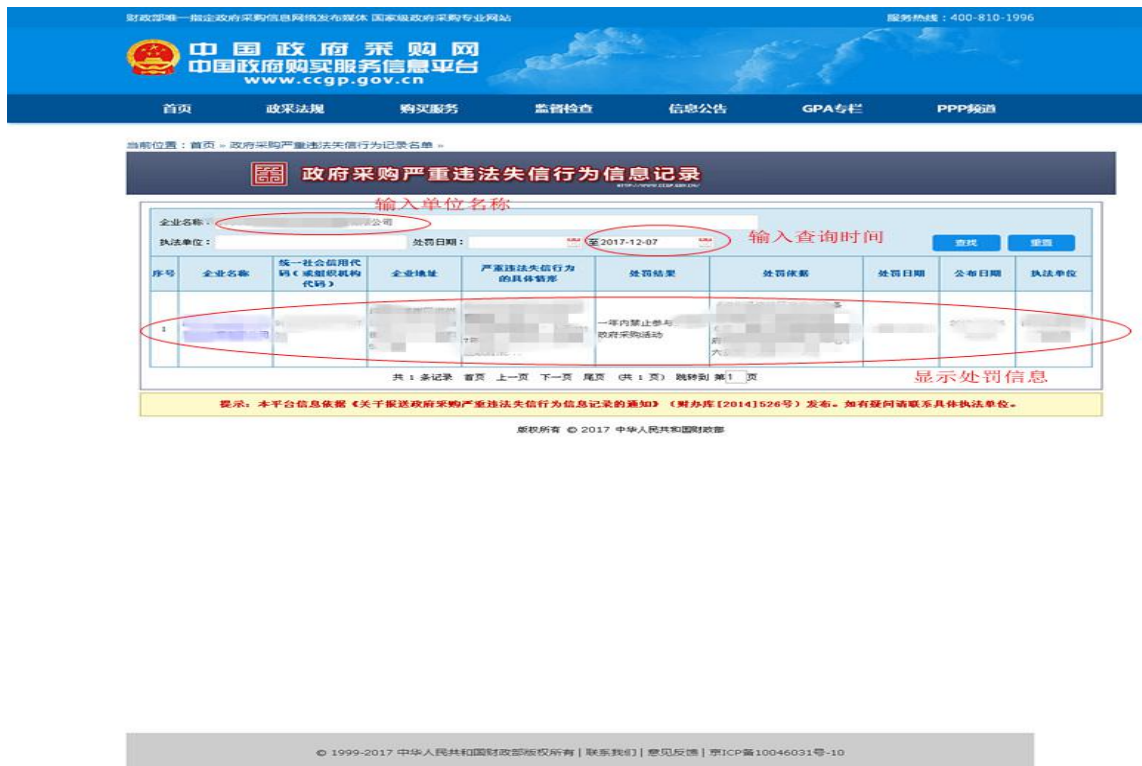 财政部唯一指定政府采购信息网络发布媒体 国家级政府采购专业网站 服务热线：400-810-1996
中国政府采购网
中国政府购买服务信息平台
www.ccgp.gov.cn
首页 政采法规 购买服务 监督检查 信息公告 GPA专栏 PPP频道
当前位置：首页 » 政府采购严重违法失信行为记录名单 »
政府采购严重违法失信行为信息记录
输入单位名称
企业名称： 公司
执法单位： 处罚日期： 至2017-12-07 输入查询时间 查找 重置
序号 企业名称 统一社会信用代码（或组织机构代码） 企业地址 严重违法失信行为的具体情形 处罚结果 处罚依据 处罚日期 公布日期 执法单位
1 一年内禁止参与政府采购活动
共 1 条记录 首页 上一页 下一页 尾页 （共 1 页） 跳转到 第1 页
显示处罚信息
提示：本平台信息依据《关于报送政府采购严重违法失信行为信息记录的通知》（财办库[2014]526号）发布。如有疑问请联系具体执法单位。
版权所有 © 2017 中华人民共和国财政部
© 1999-2017 中华人民共和国财政部版权所有 | 联系我们 | 意见反馈 | 京ICP备10046031号-10